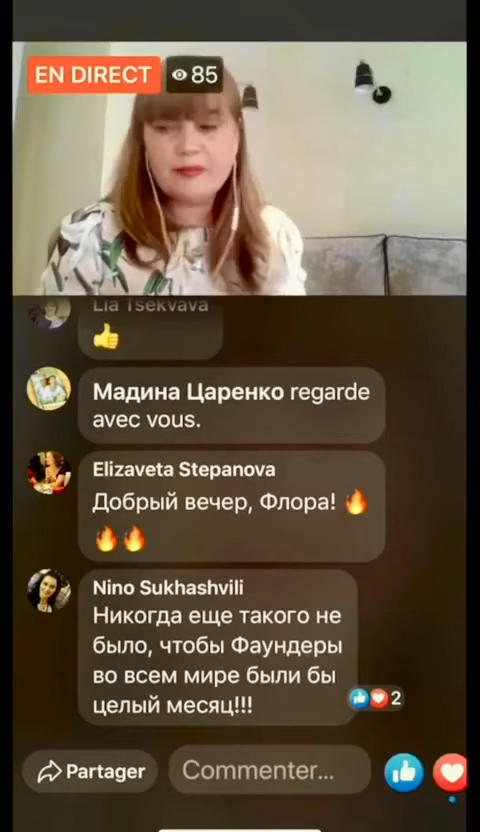 EN DIRECT 85
Lia Tsekvava
Мадина Царенко regarde
avec vous.
Elizaveta Stepanova
Добрый вечер, Флора!
Nino Sukhashvili
Никогда еще такого не
было, чтобы Фаундеры
во всем мире были бы
целый месяц!!!
2
Partager
Commenter...